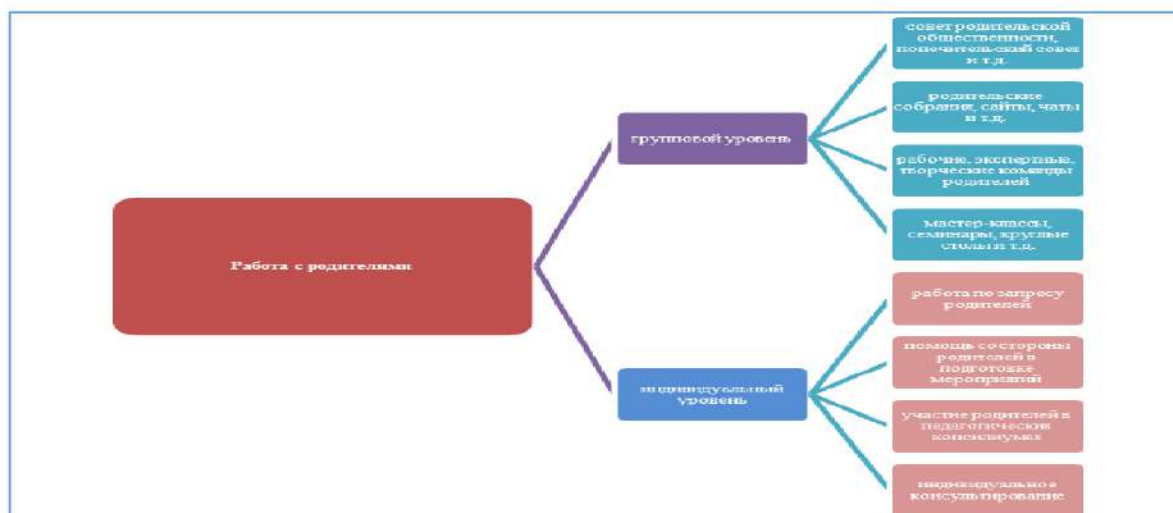 Работа с родителями
групповой уровень
совет родительской
общественности,
попечительский совет
и т.д.
родительские
собрания, сайты, чаты
и т.д.
рабочие, экспертные,
творческие команды
родителей
мастер-классы,
семинары, круглые
столы и т.д.
индивидуальный
уровень
работа по запросу
родителей
помощь со стороны
родителей в
подготовке
мероприятий
участие родителей в
педагогических
консилиумах
индивидуальное
консультирование